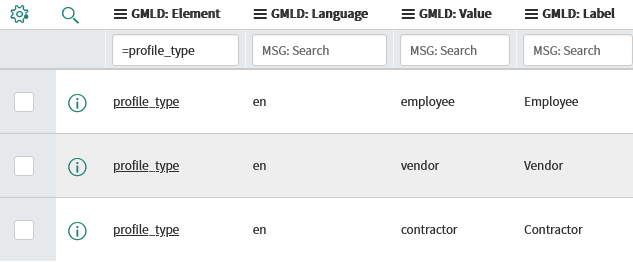 GMLD: Element GMLD: Language GMLD: Value GMLD: Label
=profile_type MSG: Search MSG: Search MSG: Search
profile_type en employee Employee
profile_type en vendor Vendor
profile_type en contractor Contractor